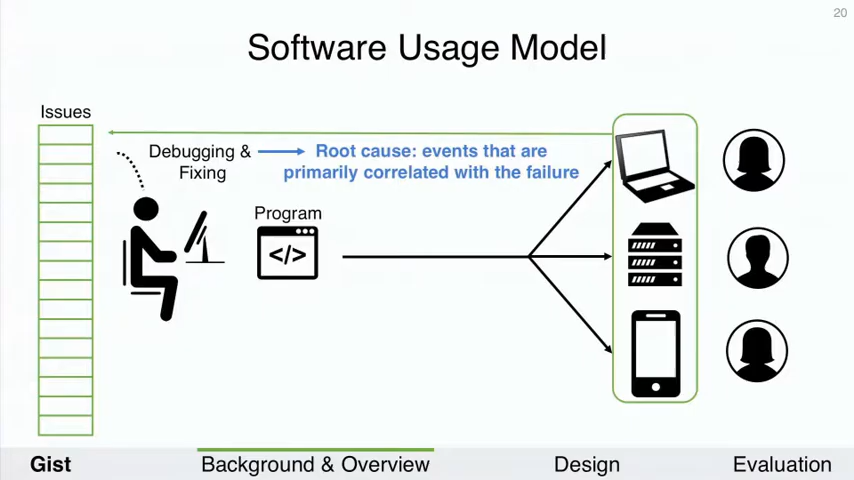 20
Software Usage Model
Issues
Debugging &
Fixing
Root cause: events that are
primarily correlated with the failure
Program
</>
Gist
Background & Overview
Design
Evaluation